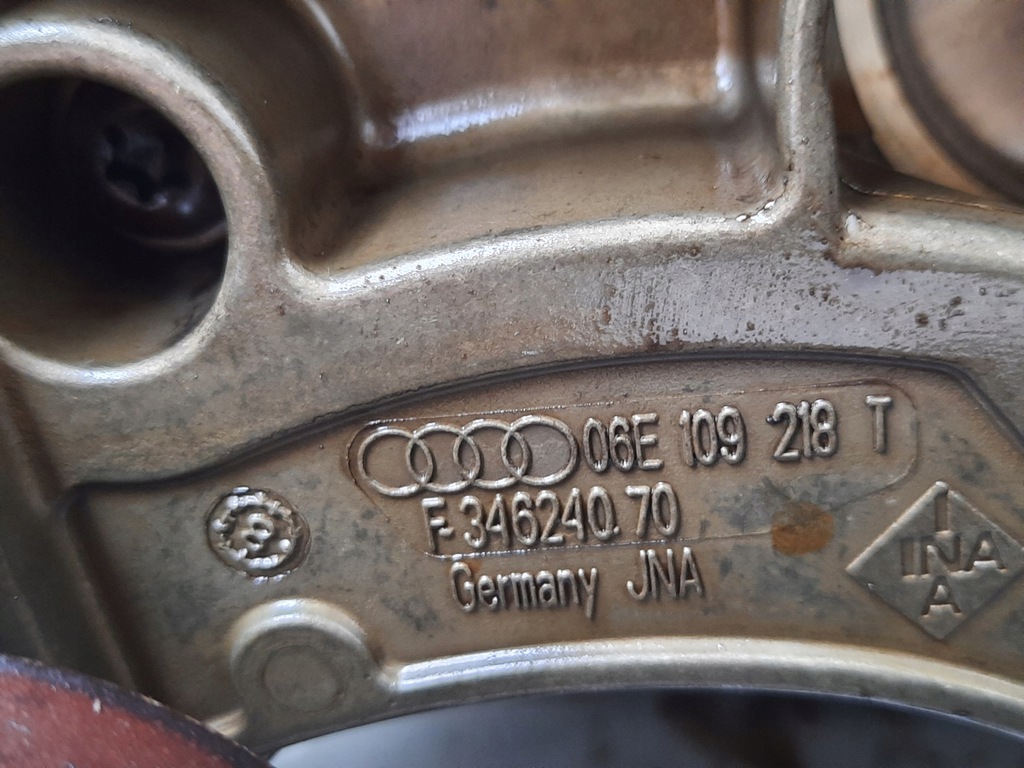 06E 109 218 T
F-346240.70
Germany JNA
I
INA
A